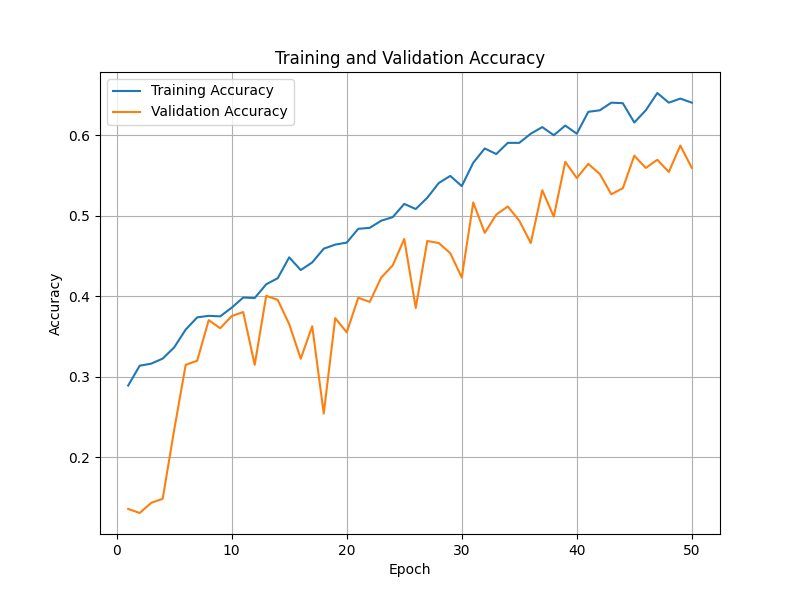 Training and Validation Accuracy
Training Accuracy
Validation Accuracy
0.6
0.5
0.4
0.3
0.2
Accuracy
0 10 20 30 40 50
Epoch